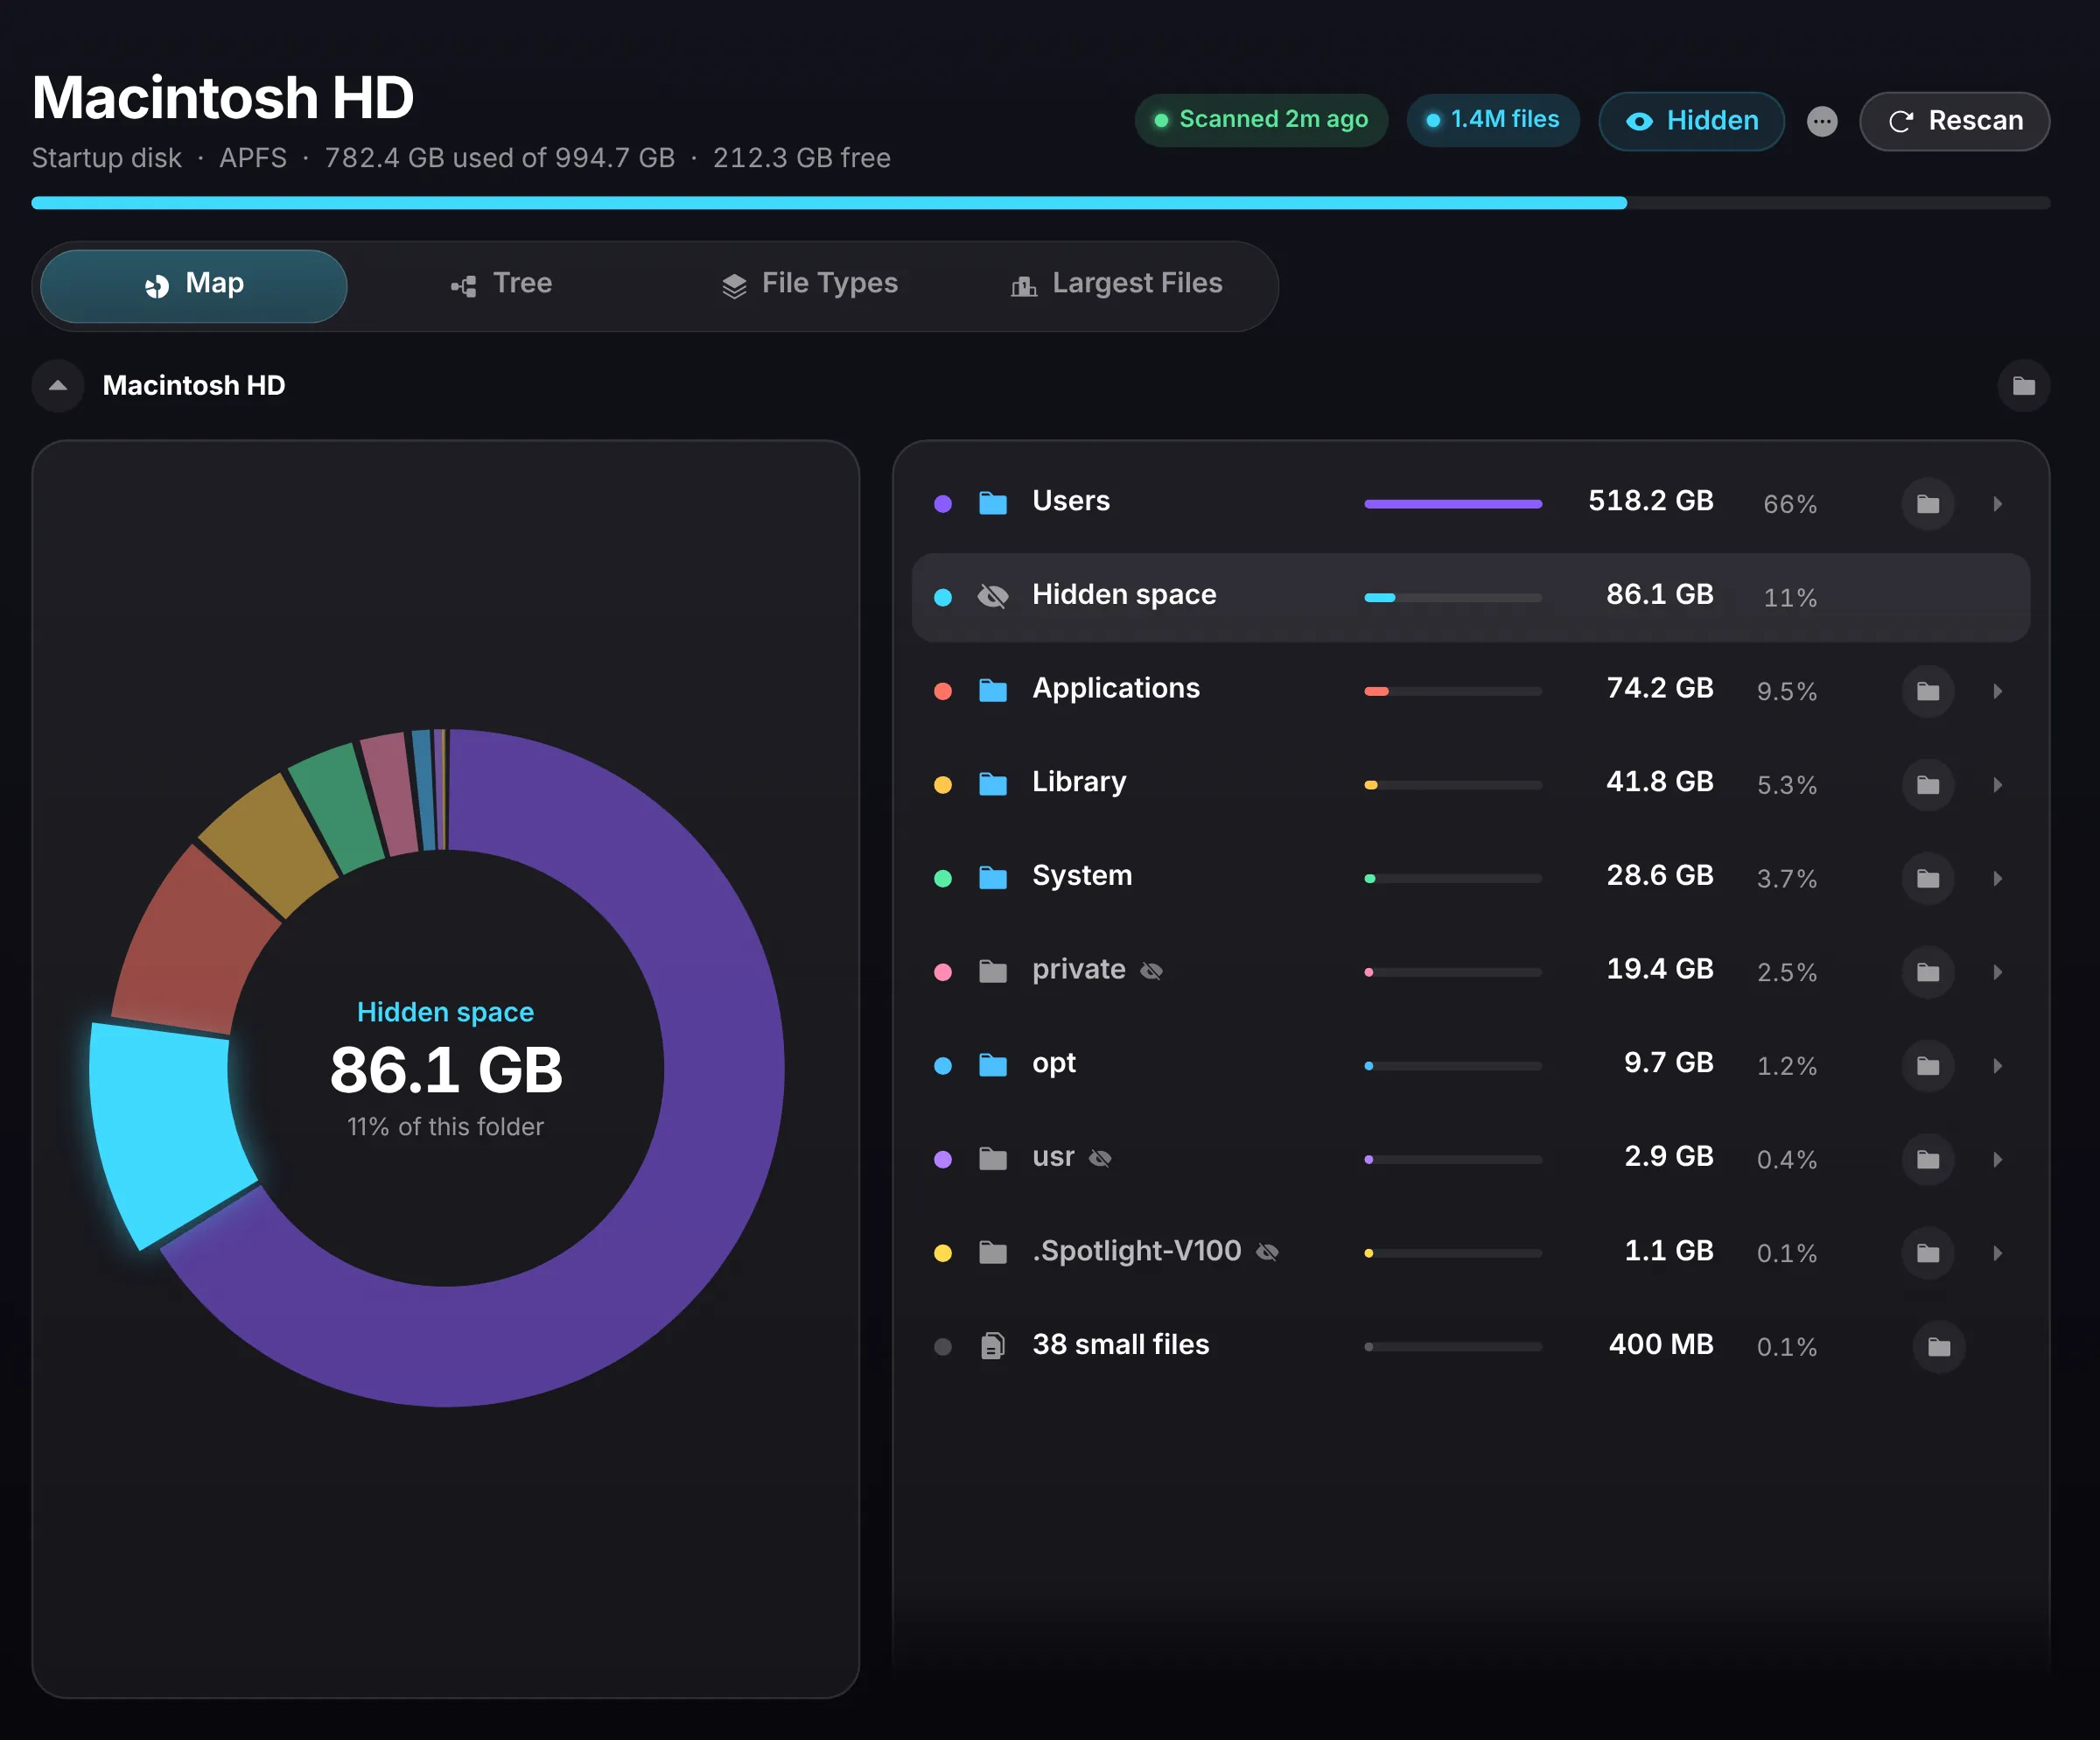 Macintosh HD
Startup disk · APFS · 782.4 GB used of 994.7 GB · 212.3 GB free
Scanned 2m ago
1.4M files
Hidden
Rescan
Map
Tree
File Types
Largest Files
Macintosh HD
Hidden space
86.1 GB
11% of this folder
Users 518.2 GB 66%
Hidden space 86.1 GB 11%
Applications 74.2 GB 9.5%
Library 41.8 GB 5.3%
System 28.6 GB 3.7%
private 19.4 GB 2.5%
opt 9.7 GB 1.2%
usr 2.9 GB 0.4%
.Spotlight-V100 1.1 GB 0.1%
38 small files 400 MB 0.1%